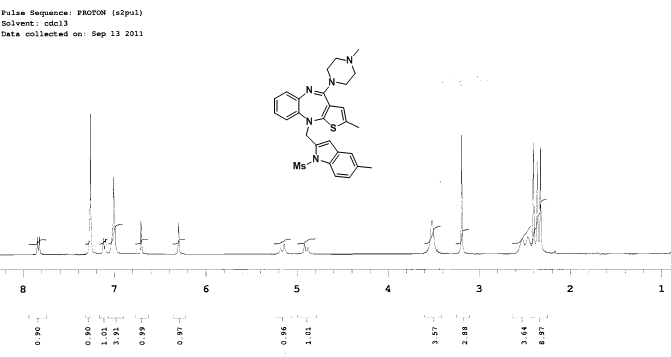 Pulse Sequence: PROTON (s2pul)
Solvent: cdcl3
Data collected on: Sep 13 2011
N
N
N
N
S
N
Ms
8 7 6 5 4 3 2 1
0.90 0.90 1.01 3.91 0.99 0.97 0.96 1.01 3.57 2.88 3.64 8.97